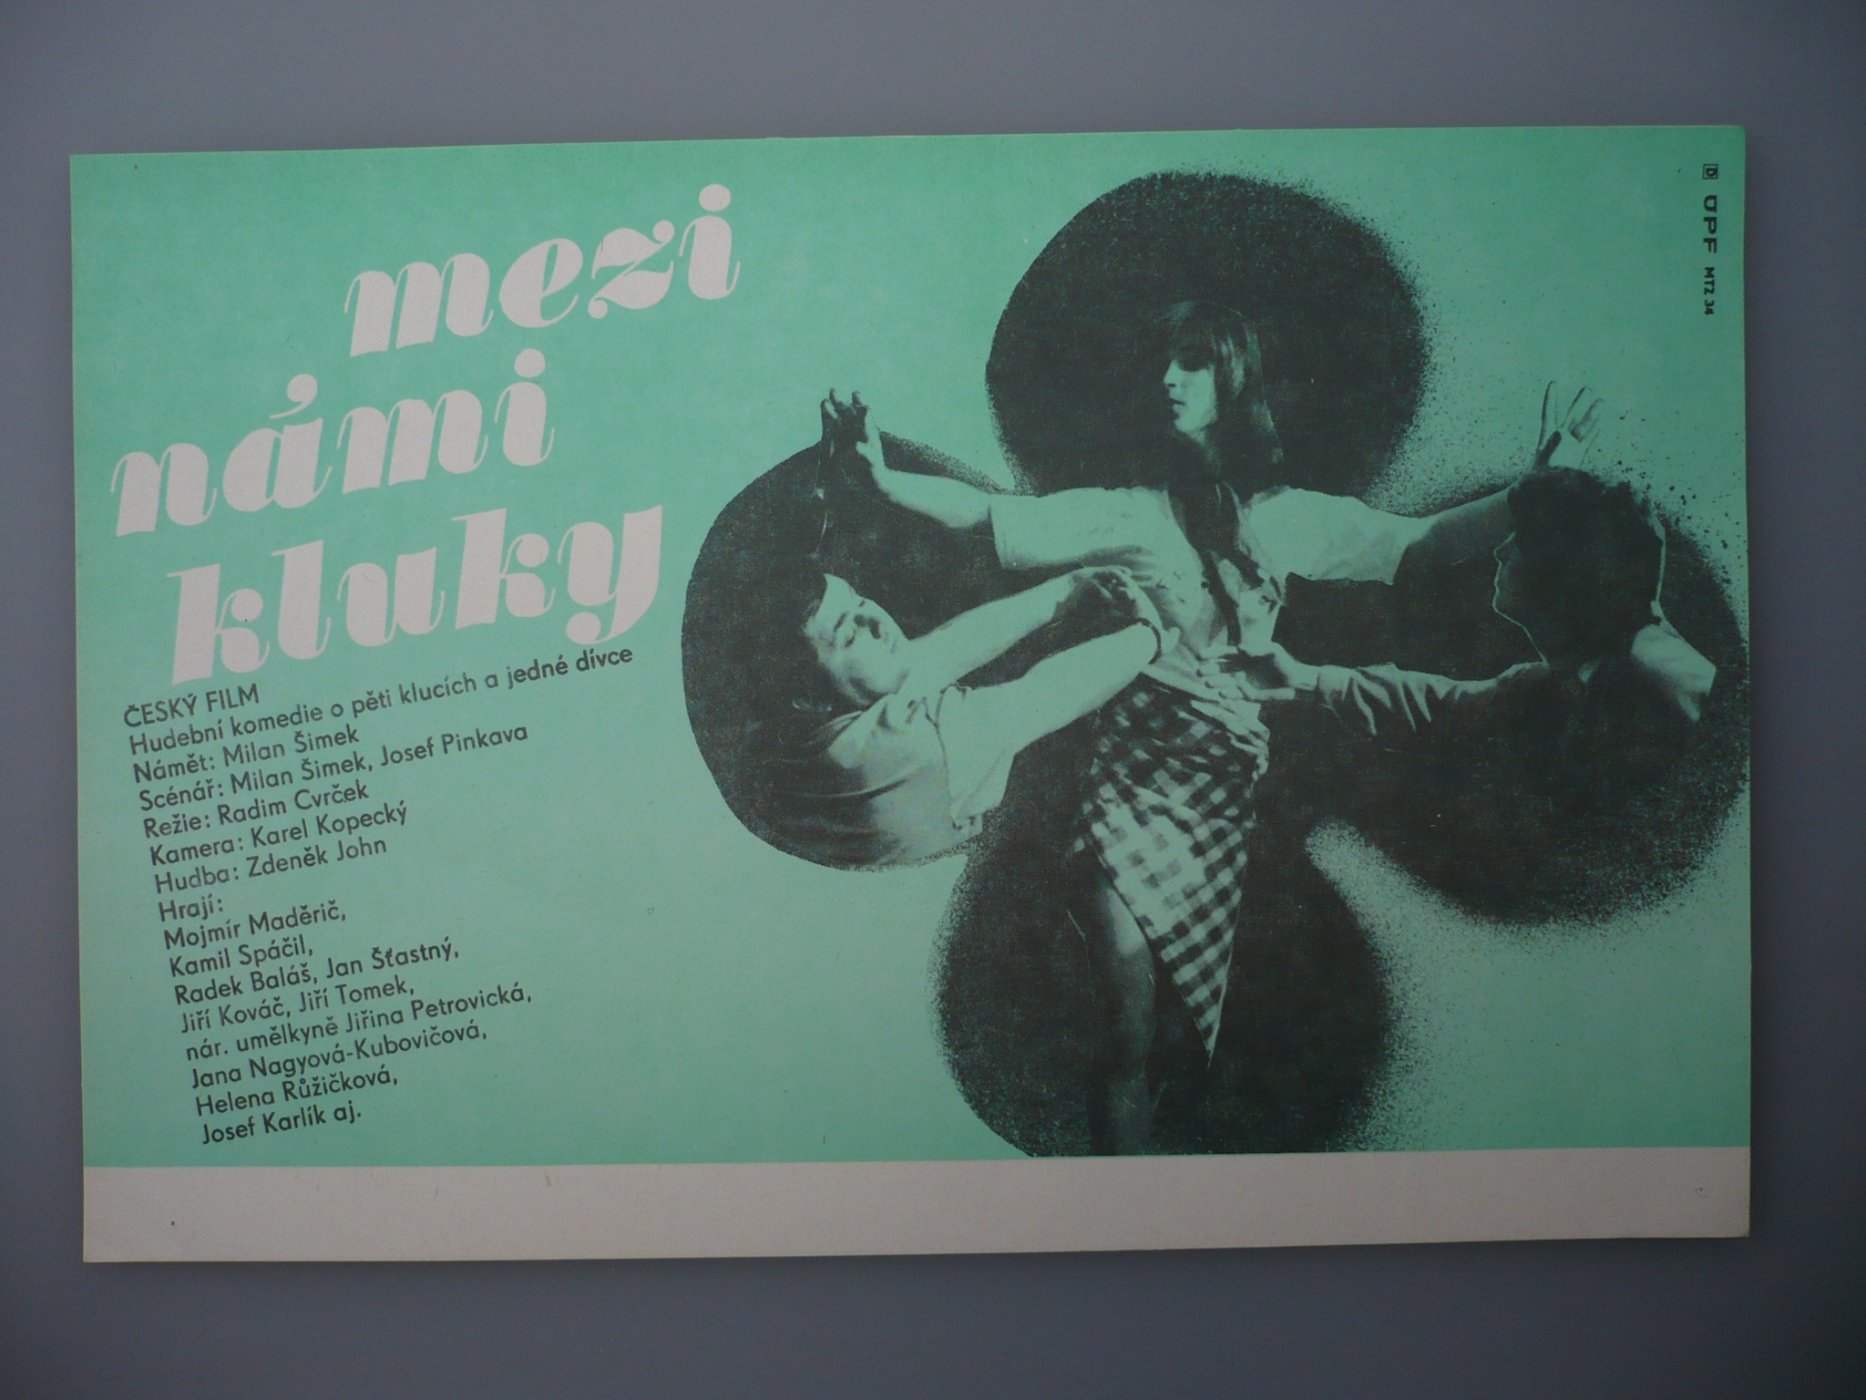 mezi
námi
kluky
ČESKÝ FILM
Hudební komedie o pěti klucích a jedné dívce
Námět: Milan Šimek
Scénář: Milan Šimek, Josef Pinkava
Režie: Radim Cvrček
Kamera: Karel Kopecký
Hudba: Zdeněk John
Hrají:
Mojmír Maděrič,
Kamil Spáčil,
Radek Baláš, Jan Šťastný,
Jiří Kováč, Jiří Tomek,
nár. umělkyně Jiřina Petrovická,
Jana Nagyová-Kubovičová,
Helena Růžičková,
Josef Karlík aj.
D ÚPF MTZ 34